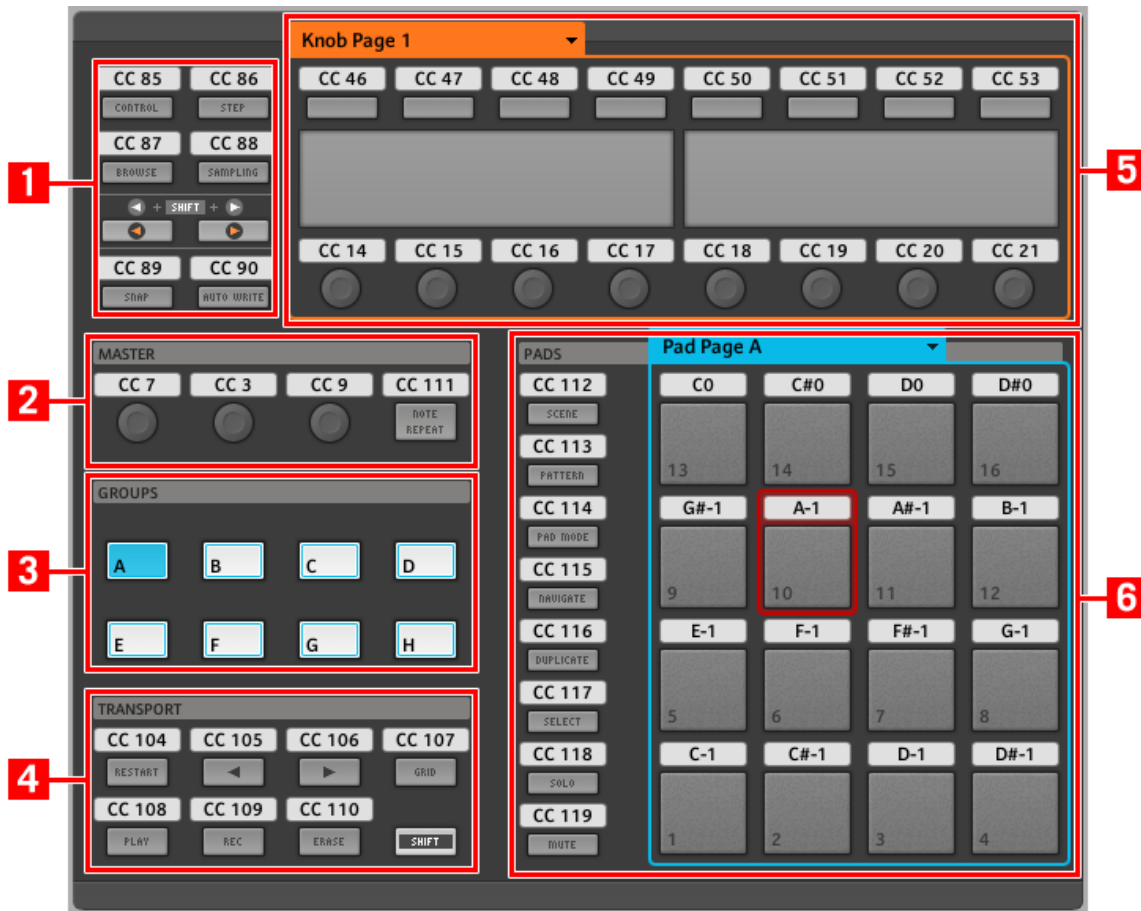 Knob Page 1
CC 85 CC 86
CONTROL STEP
CC 87 CC 88
BROWSE SAMPLING
+ SHIFT +
CC 89 CC 90
SNAP AUTO WRITE
1
CC 46 CC 47 CC 48 CC 49 CC 50 CC 51 CC 52 CC 53
CC 14 CC 15 CC 16 CC 17 CC 18 CC 19 CC 20 CC 21
5
MASTER
CC 7 CC 3 CC 9 CC 111
NOTE
REPEAT
2
GROUPS
A B C D
E F G H
3
TRANSPORT
CC 104 CC 105 CC 106 CC 107
RESTART GRID
CC 108 CC 109 CC 110
PLAY REC ERASE SHIFT
4
PADS
CC 112
SCENE
CC 113
PATTERN
CC 114
PAD MODE
CC 115
NAVIGATE
CC 116
DUPLICATE
CC 117
SELECT
CC 118
SOLO
CC 119
MUTE
Pad Page A
C0 C#0 D0 D#0
13 14 15 16
G#-1 A-1 A#-1 B-1
9 10 11 12
E-1 F-1 F#-1 G-1
5 6 7 8
C-1 C#-1 D-1 D#-1
1 2 3 4
6